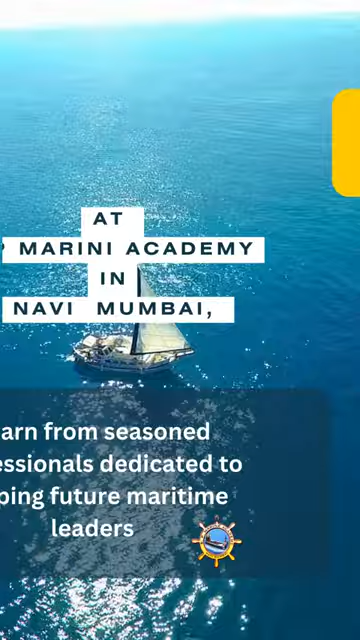 AT
MARINI ACADEMY
IN
NAVI MUMBAI,
arn from seasoned
essionals dedicated to
ping future maritime
leaders